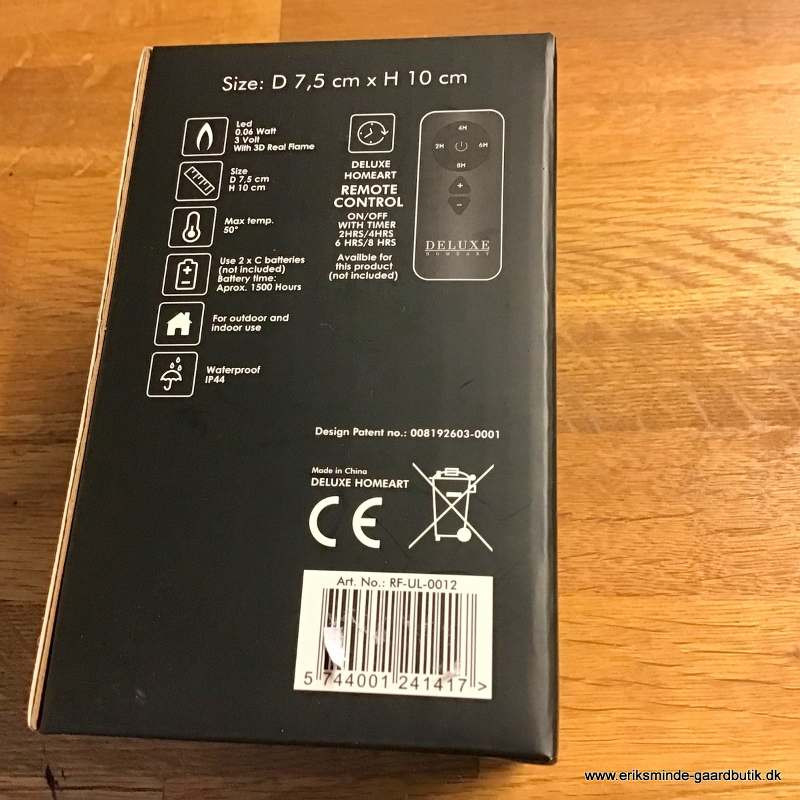 Size: D 7,5 cm x H 10 cm
Led
0.06 Watt
3 Volt
With 3D Real Flame
Size
D 7,5 cm
H 10 cm
Max temp.
50°
Use 2 x C batteries
(not included)
Battery time:
Aprox. 1500 Hours
For outdoor and
indoor use
Waterproof
IP44
DELUXE
HOMEART
REMOTE
CONTROL
ON/OFF
WITH TIMER
2HRS/4HRS
6 HRS/8 HRS
Availible for
this product
(not included)
4H
2H
6H
8H
+
-
DELUXE
HOMEART
Design Patent no.: 008192603-0001
Made in China
DELUXE HOMEART
CE
Art. No.: RF-UL-0012
5 744001 241417 >
www.eriksminde-gaardbutik.dk